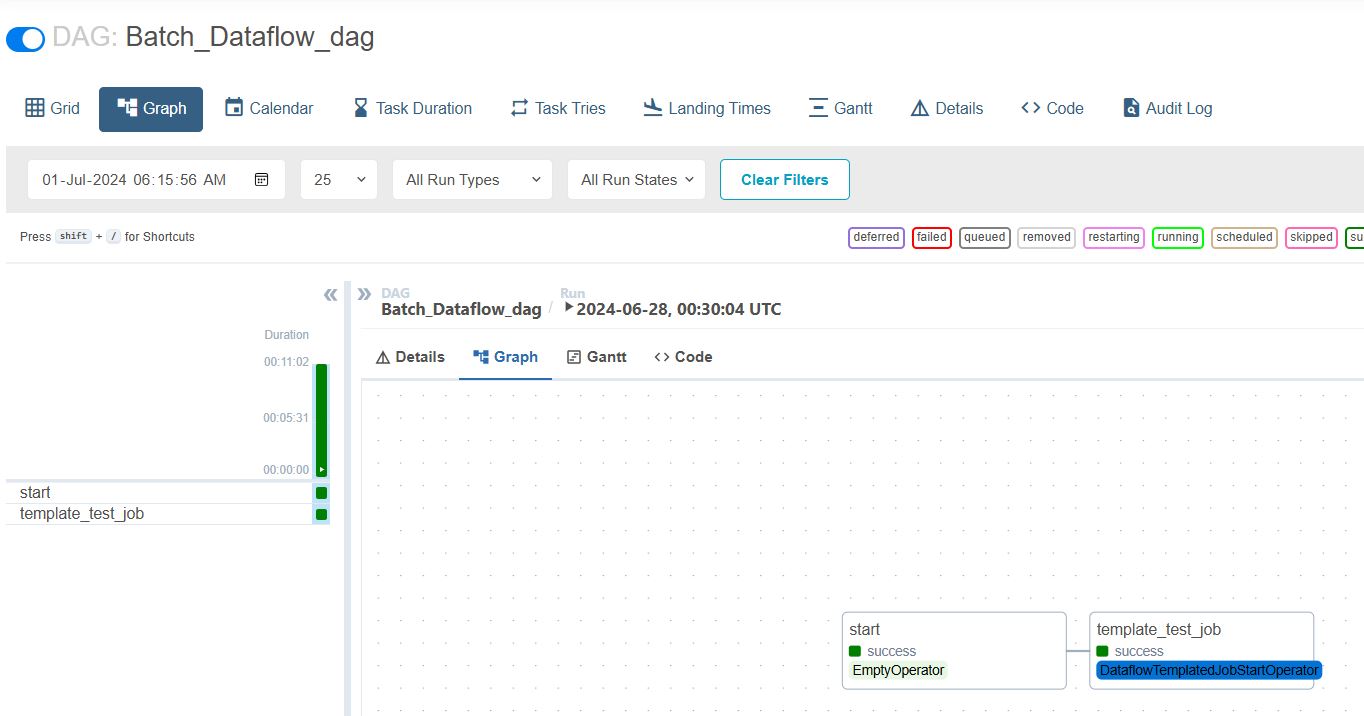 DAG: Batch_Dataflow_dag
Grid Graph Calendar Task Duration Task Tries Landing Times Gantt Details Code Audit Log
01-Jul-2024 06:15:56 AM 25 All Run Types All Run States Clear Filters
Press shift + / for Shortcuts deferred failed queued removed restarting running scheduled skipped su
« » DAG Run
Batch_Dataflow_dag / 2024-06-28, 00:30:04 UTC
Duration
Details Graph Gantt Code
00:11:02
00:05:31
00:00:00
start
template_test_job
start
success
EmptyOperator
template_test_job
success
DataflowTemplatedJobStartOperator